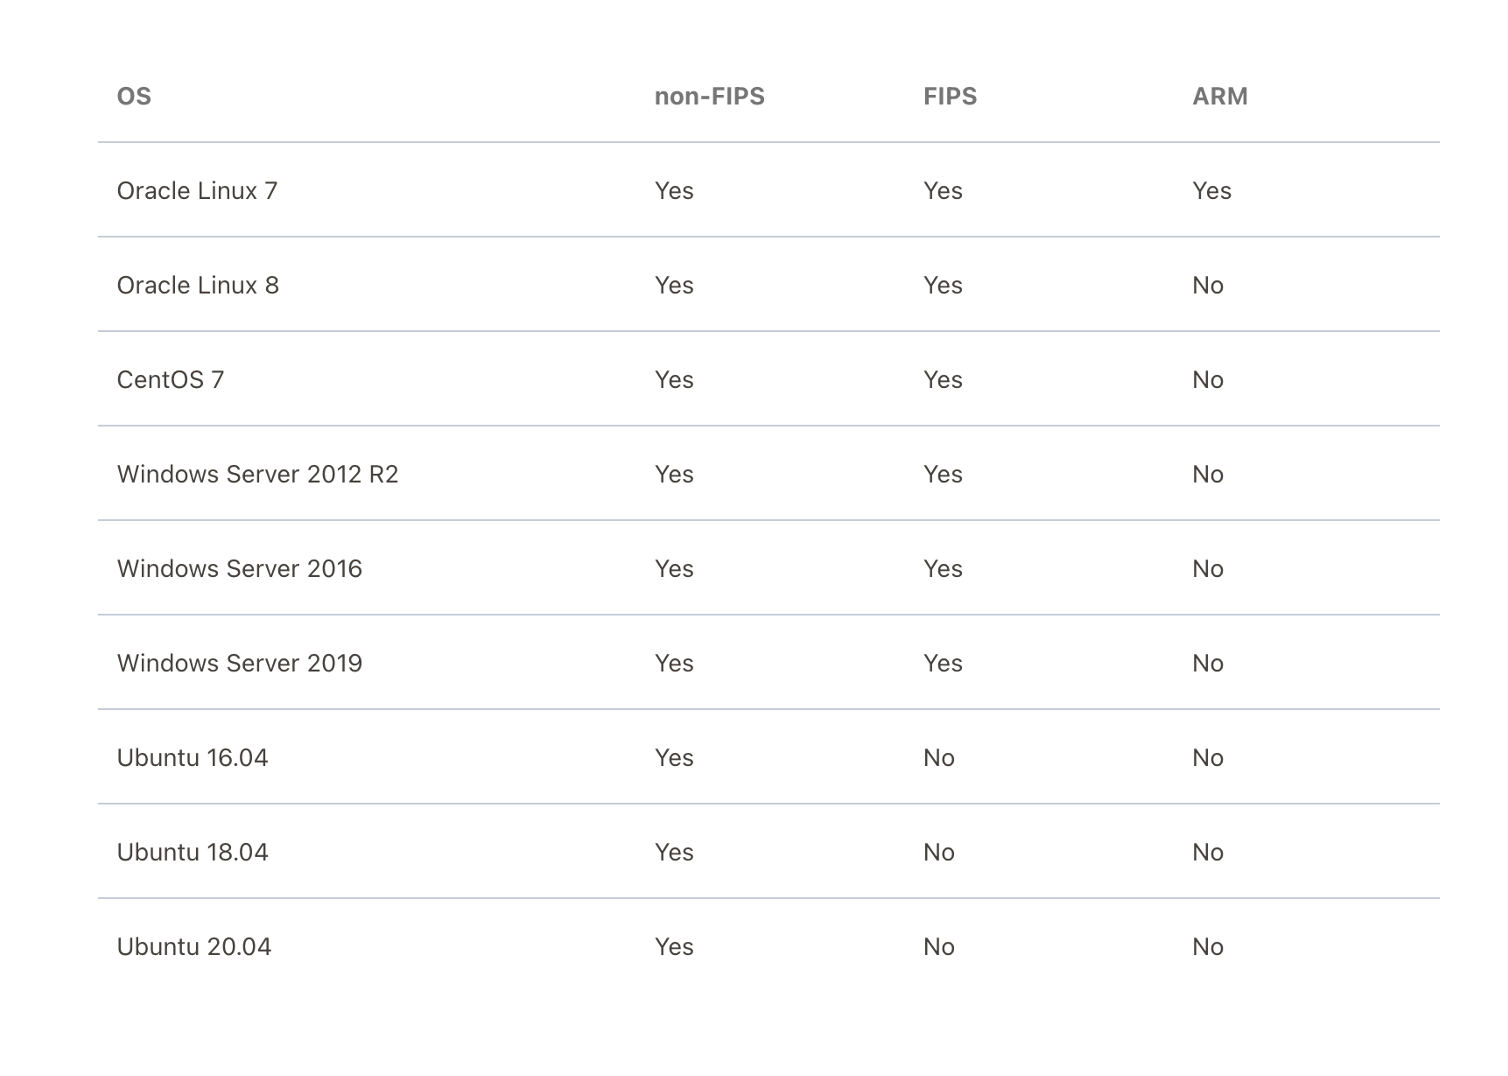 OS non-FIPS FIPS ARM
Oracle Linux 7 Yes Yes Yes
Oracle Linux 8 Yes Yes No
CentOS 7 Yes Yes No
Windows Server 2012 R2 Yes Yes No
Windows Server 2016 Yes Yes No
Windows Server 2019 Yes Yes No
Ubuntu 16.04 Yes No No
Ubuntu 18.04 Yes No No
Ubuntu 20.04 Yes No No